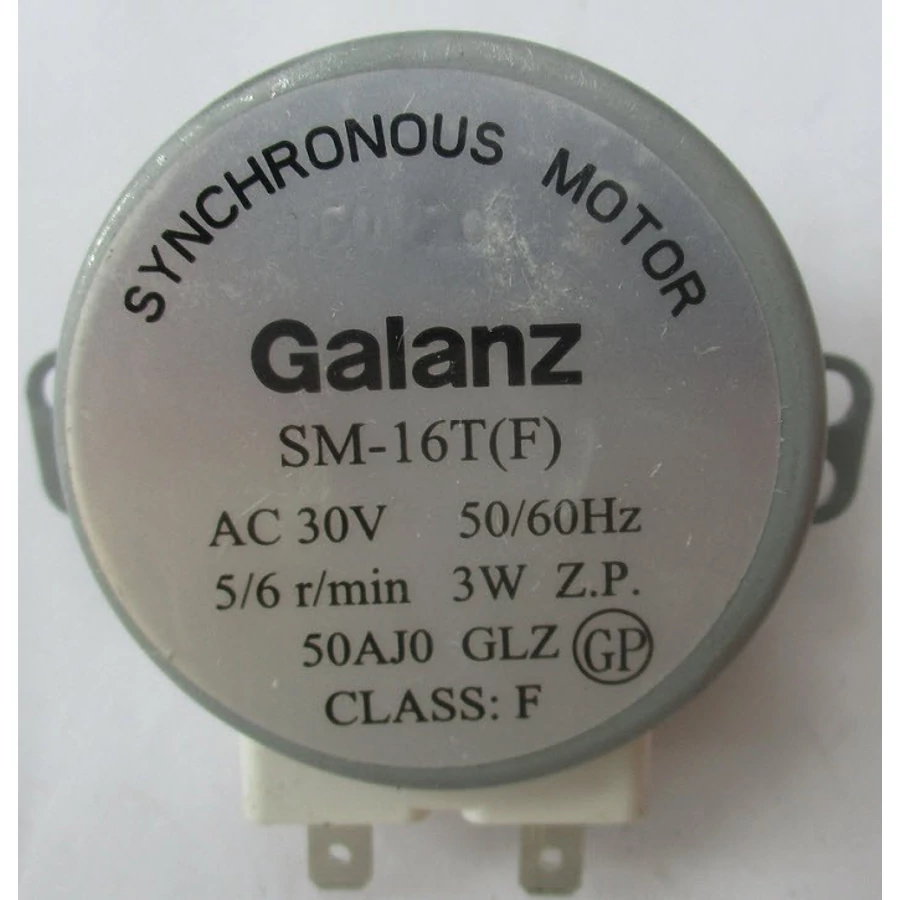 SYNCHRONOUS MOTOR
Galanz
SM-16T(F)
AC 30V 50/60Hz
5/6 r/min 3W Z.P.
50AJ0 GLZ GP
CLASS: F